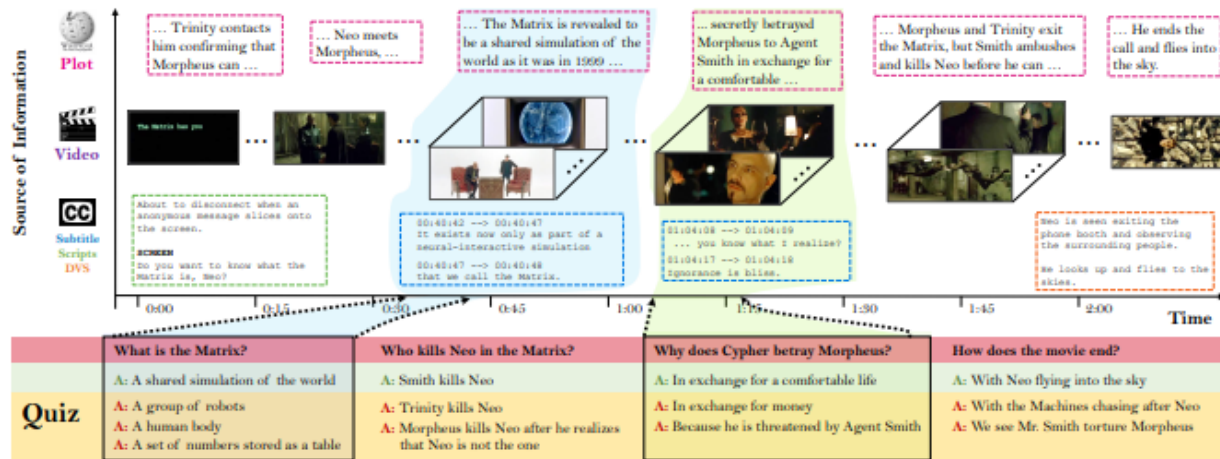 Source of Information
Plot
Video
CC
Subtitle
Scripts
DVS
... Trinity contacts
him confirming that
Morpheus can ...
... Neo meets
Morpheus, ...
... The Matrix is revealed to
be a shared simulation of the
world as it was in 1999 ...
... secretly betrayed
Morpheus to Agent
Smith in exchange for
a comfortable ...
... Morpheus and Trinity exit
the Matrix, but Smith ambushes
and kills Neo before he can ...
... He ends the
call and flies into
the sky.
The Matrix has you
About to disconnect when an
anonymous message slices onto
the screen.
SCREEN
Do you want to know what the
Matrix is, Neo?
00:40:42 --> 00:40:47
It exists now only as part of a
neural-interactive simulation
00:40:47 --> 00:40:48
that we call the Matrix.
01:04:08 --> 01:04:09
... you know what I realize?
01:04:17 --> 01:04:18
Ignorance is bliss.
Neo is seen exiting the
phone booth and observing
the surrounding people.
He looks up and flies to the
skies.
0:00 0:15 0:30 0:45 1:00 1:15 1:30 1:45 2:00
Time
Quiz
What is the Matrix?
A: A shared simulation of the world
A: A group of robots
A: A human body
A: A set of numbers stored as a table
Who kills Neo in the Matrix?
A: Smith kills Neo
A: Trinity kills Neo
A: Morpheus kills Neo after he realizes
that Neo is not the one
Why does Cypher betray Morpheus?
A: In exchange for a comfortable life
A: In exchange for money
A: Because he is threatened by Agent Smith
How does the movie end?
A: With Neo flying into the sky
A: With the Machines chasing after Neo
A: We see Mr. Smith torture Morpheus